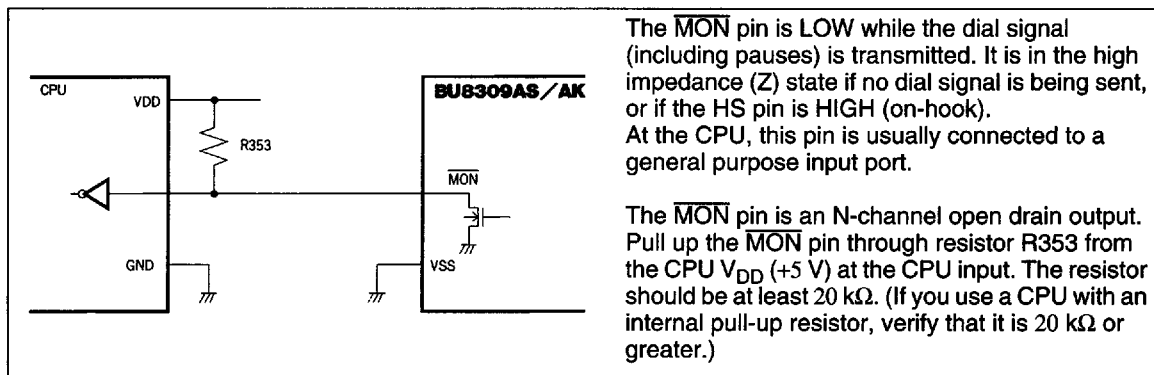 CPU
VDD
R353
GND
BU8309AS/AK
M̅O̅N̅
VSS
The M̅O̅N̅ pin is LOW while the dial signal
(including pauses) is transmitted. It is in the high
impedance (Z) state if no dial signal is being sent,
or if the HS pin is HIGH (on-hook).
At the CPU, this pin is usually connected to a
general purpose input port.
The M̅O̅N̅ pin is an N-channel open drain output.
Pull up the M̅O̅N̅ pin through resistor R353 from
the CPU V_DD (+5 V) at the CPU input. The resistor
should be at least 20 kΩ. (If you use a CPU with an
internal pull-up resistor, verify that it is 20 kΩ or
greater.)